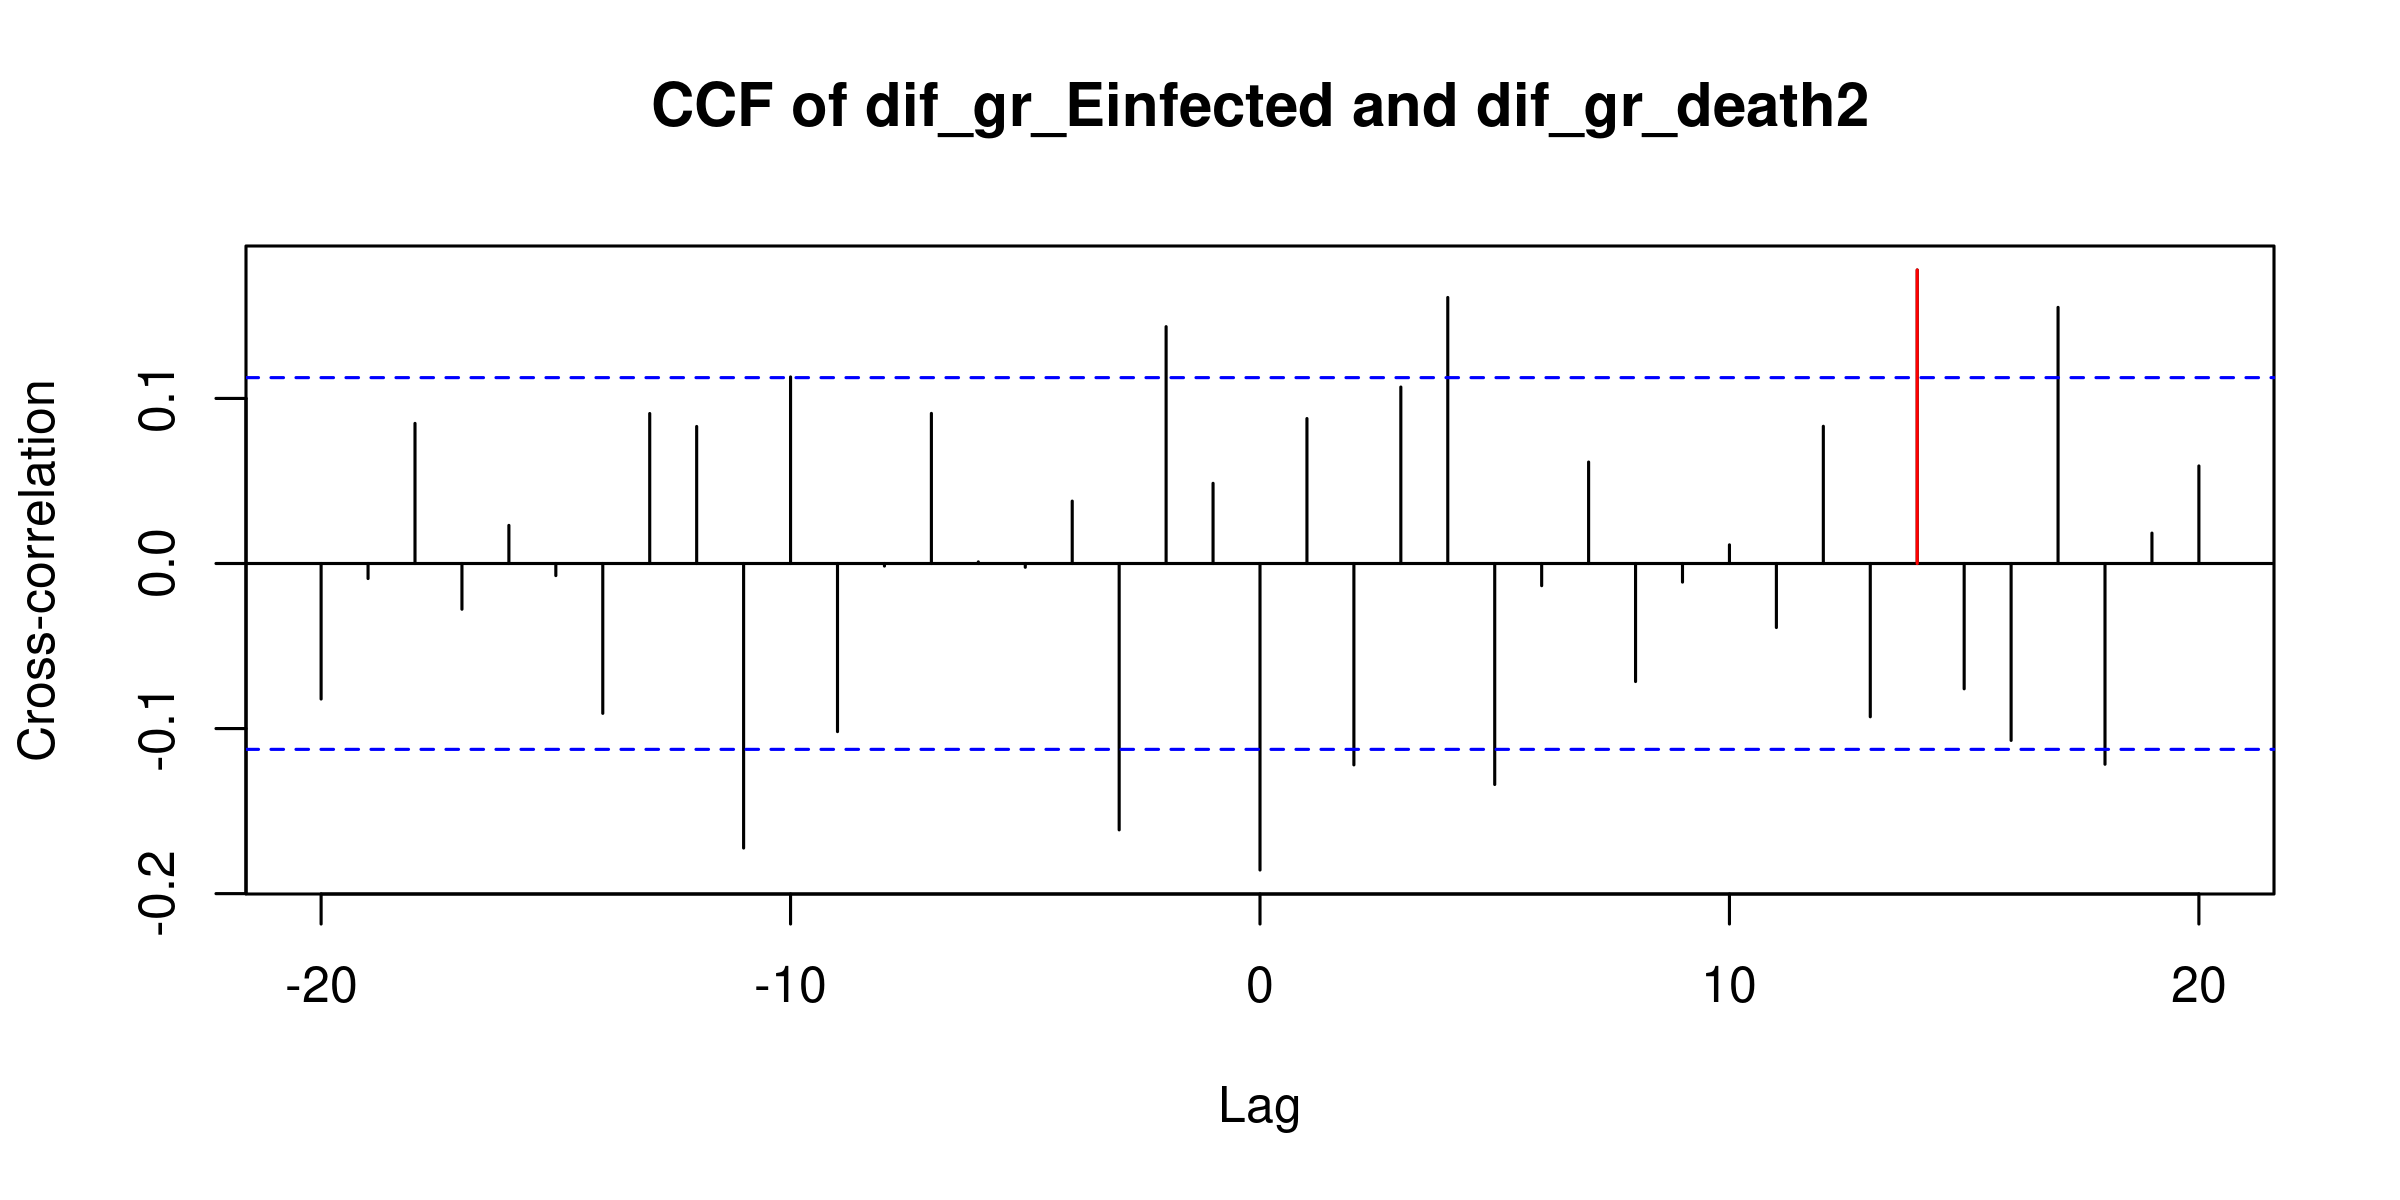 CCF of dif_gr_Einfected and dif_gr_death2
Cross-correlation
0.1
0.0
-0.1
-0.2
-20 -10 0 10 20
Lag